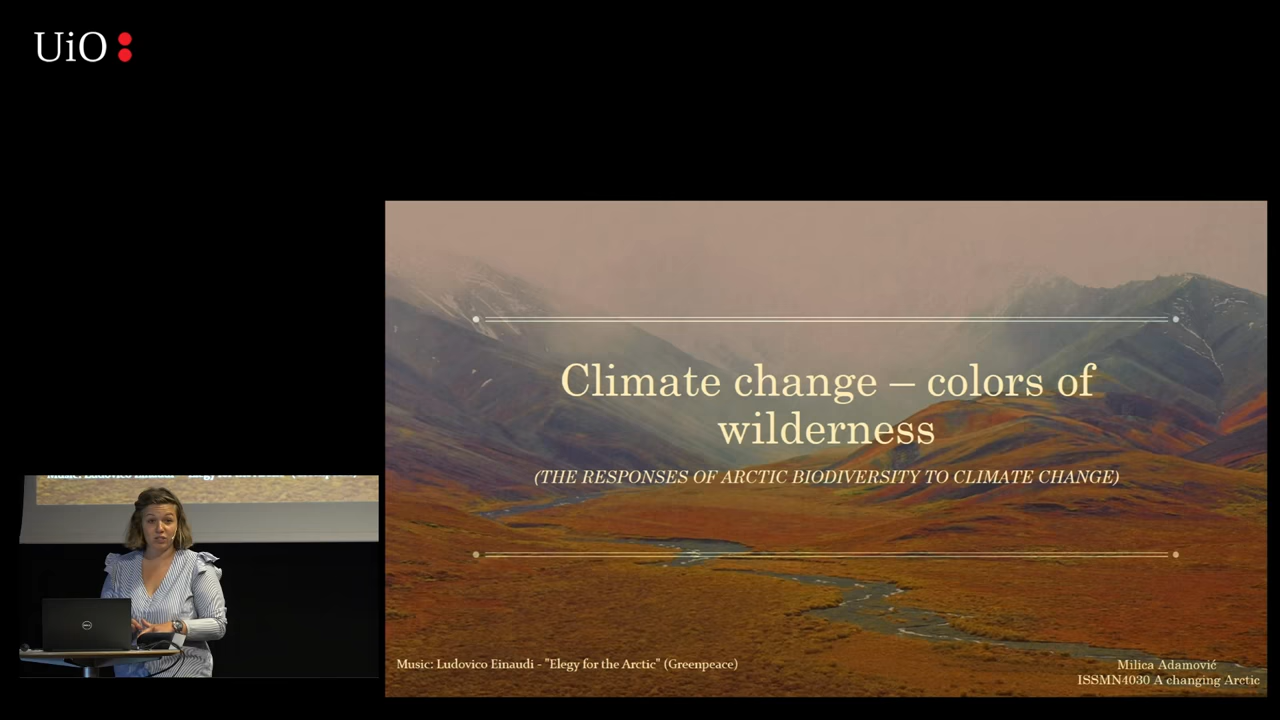 UiO
Climate change – colors of
wilderness
(THE RESPONSES OF ARCTIC BIODIVERSITY TO CLIMATE CHANGE)
Music: Ludovico Einaudi - "Elegy for the Arctic" (Greenpeace)
Milica Adamović
ISSMN4030 A changing Arctic
DELL